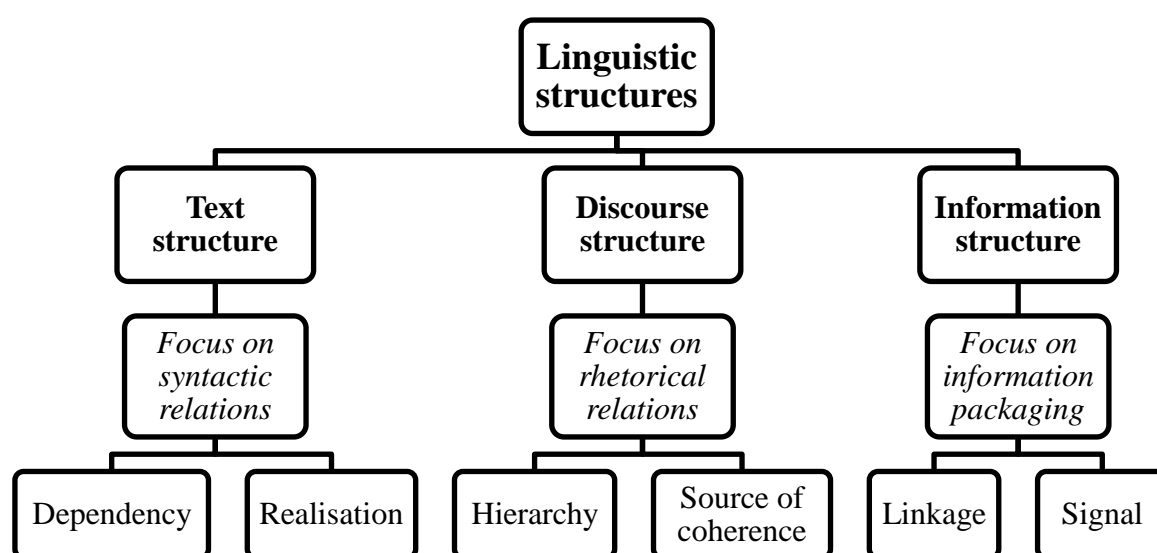 Linguistic
structures
Text
structure
Discourse
structure
Information
structure
Focus on
syntactic
relations
Focus on
rhetorical
relations
Focus on
information
packaging
Dependency
Realisation
Hierarchy
Source of
coherence
Linkage
Signal